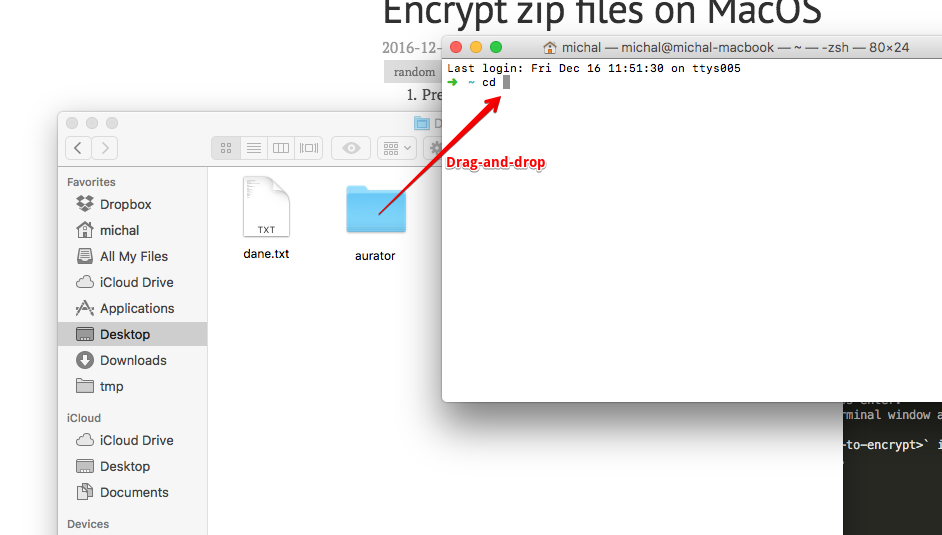 Encrypt zip files on MacOS
2016-12-
random
1. Pre
michal — michal@michal-macbook — ~ — -zsh — 80×24
Last login: Fri Dec 16 11:51:30 on ttys005
➜ ~ cd
Drag-and-drop
D
Favorites
Dropbox
michal
All My Files
iCloud Drive
Applications
Desktop
Downloads
tmp
iCloud
iCloud Drive
Desktop
Documents
Devices
TXT
dane.txt
aurator
enter.
rminal window a
-to-encrypt>` i